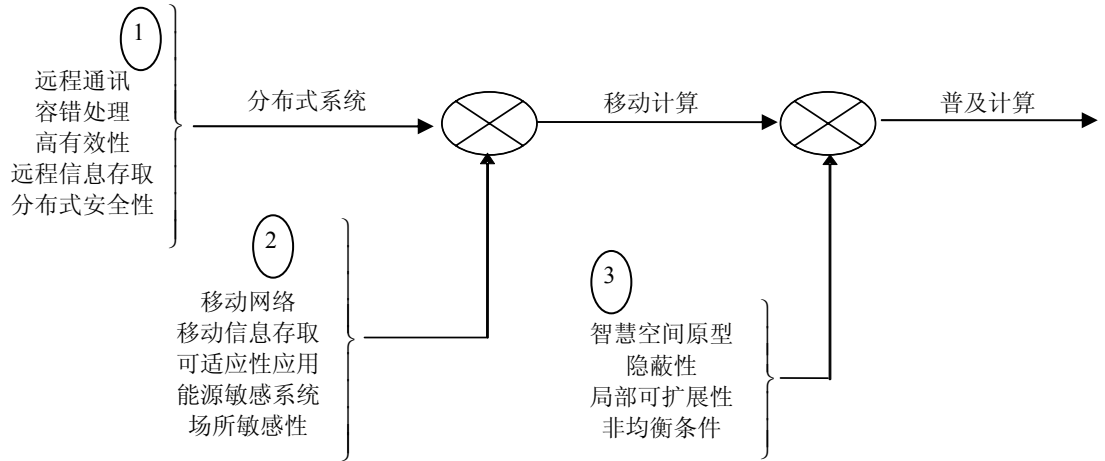 1
远程通讯
容错处理
高有效性
远程信息存取
分布式安全性
分布式系统
移动计算
普及计算
2
移动网络
移动信息存取
可适应性应用
能源敏感系统
场所敏感性
3
智慧空间原型
隐蔽性
局部可扩展性
非均衡条件